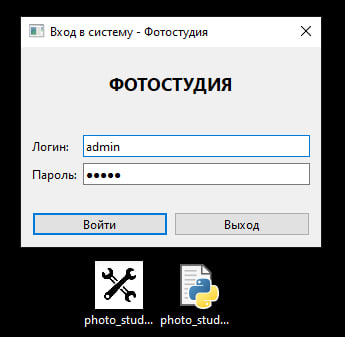 Вход в систему - Фотостудия
ФОТОСТУДИЯ
Логин: admin
Пароль: ●●●●●
Войти Выход
photo_stud... photo_stud...